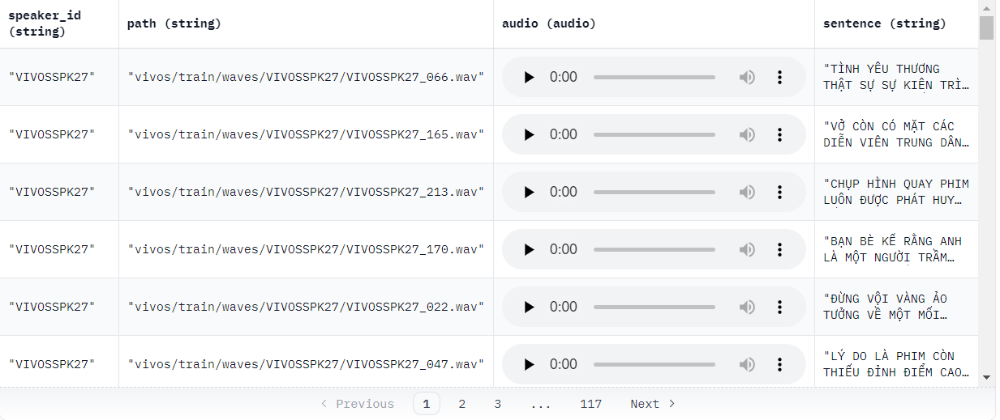 speaker_id (string)
path (string)
audio (audio)
sentence (string)
"VIVOSSPK27"
"vivos/train/waves/VIVOSSPK27/VIVOSSPK27_066.wav"
0:00
"TÌNH YÊU THƯƠNG
THẬT SỰ SỰ KIỆN TRÌ…
"VIVOSSPK27"
"vivos/train/waves/VIVOSSPK27/VIVOSSPK27_165.wav"
0:00
"VỞ CÒN CÓ MẶT CÁC
DIỄN VIÊN TRUNG DÂN…
"VIVOSSPK27"
"vivos/train/waves/VIVOSSPK27/VIVOSSPK27_213.wav"
0:00
"CHỤP HÌNH QUAY PHIM
LUÔN ĐƯỢC PHÁT HUY…
"VIVOSSPK27"
"vivos/train/waves/VIVOSSPK27/VIVOSSPK27_170.wav"
0:00
"BẠN BÈ KỂ RẰNG ANH
LÀ MỘT NGƯỜI TRẦM…
"VIVOSSPK27"
"vivos/train/waves/VIVOSSPK27/VIVOSSPK27_022.wav"
0:00
"ĐỪNG VỘI VÀNG ẢO
TƯỞNG VỀ MỘT MỐI…
"VIVOSSPK27"
"vivos/train/waves/VIVOSSPK27/VIVOSSPK27_047.wav"
0:00
"LÝ DO LÀ PHIM CÒN
THIẾU ĐỈNH ĐIỂM CAO…
< Previous 1 2 3 ... 117 Next >